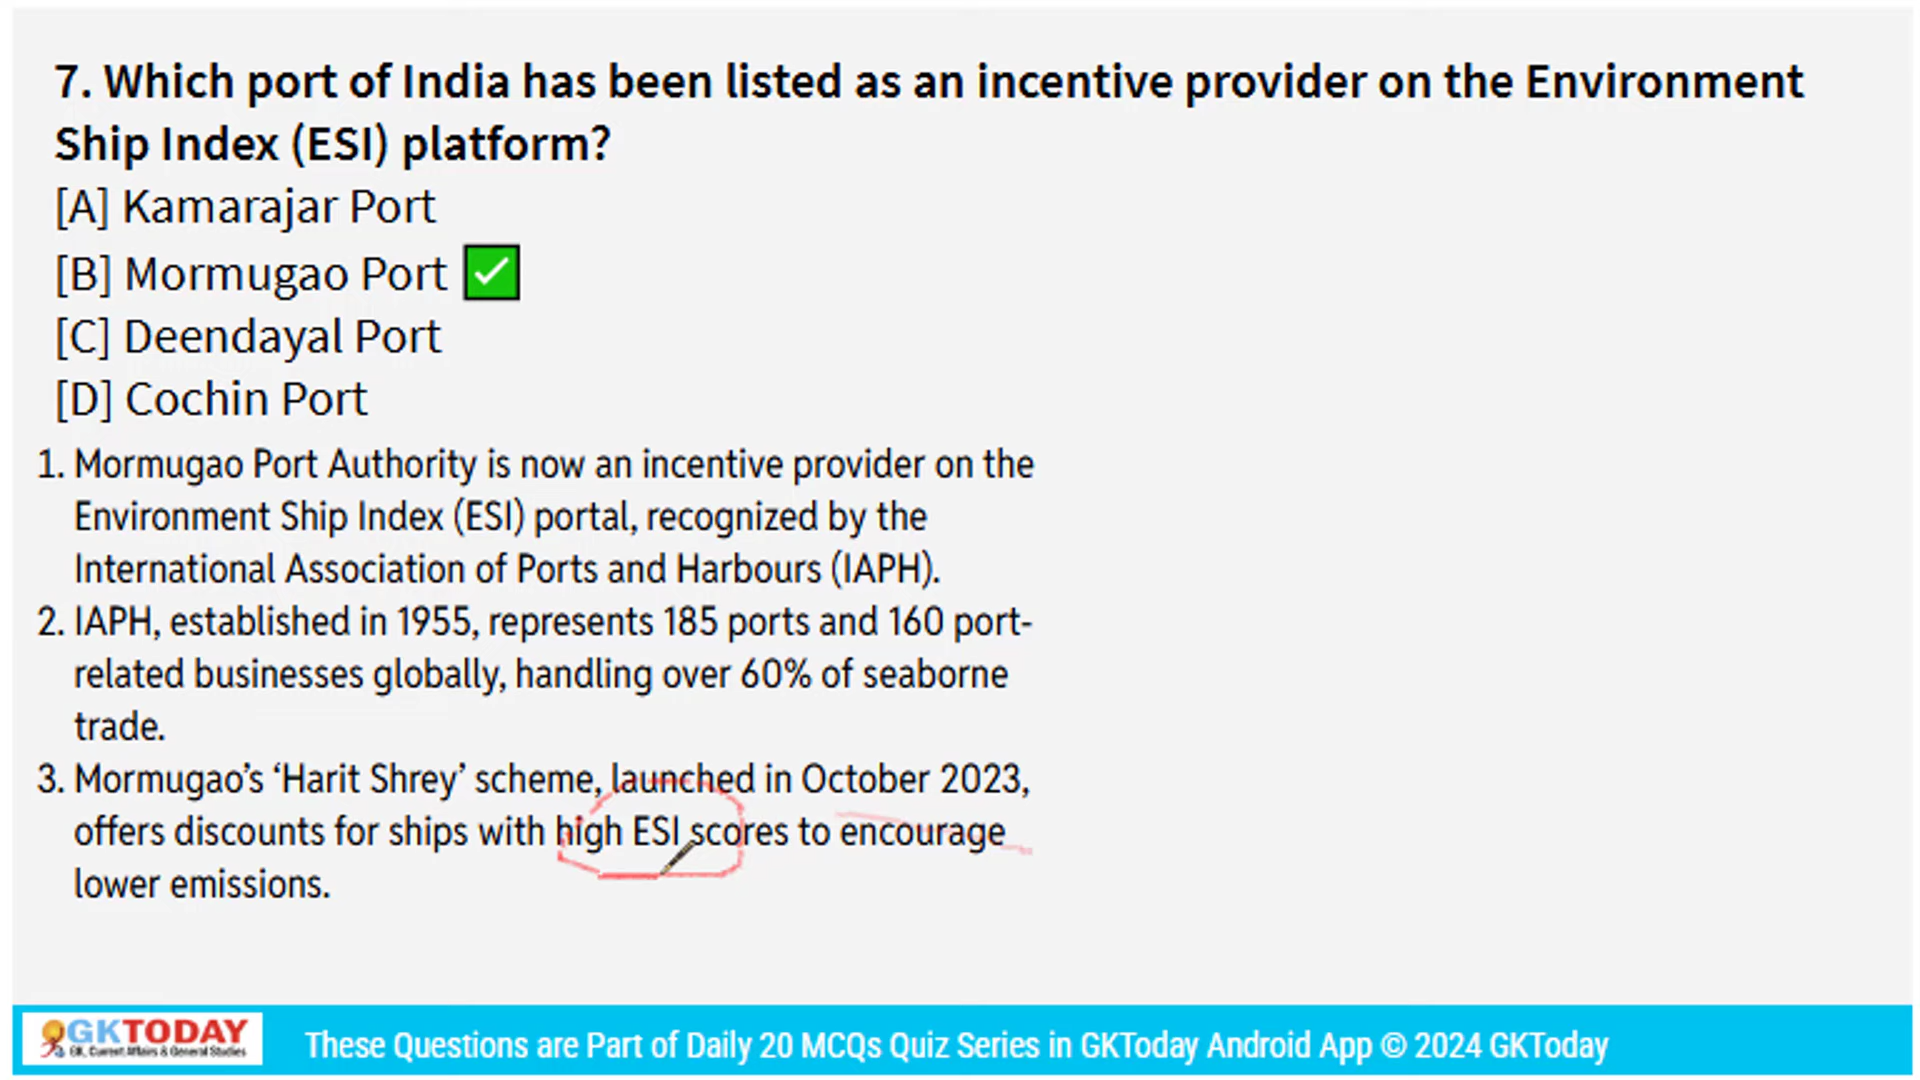 7. Which port of India has been listed as an incentive provider on the Environment
Ship Index (ESI) platform?
[A] Kamarajar Port
[B] Mormugao Port
[C] Deendayal Port
[D] Cochin Port
1. Mormugao Port Authority is now an incentive provider on the
Environment Ship Index (ESI) portal, recognized by the
International Association of Ports and Harbours (IAPH).
2. IAPH, established in 1955, represents 185 ports and 160 port-
related businesses globally, handling over 60% of seaborne
trade.
3. Mormugao's ‘Harit Shrey’ scheme, launched in October 2023,
offers discounts for ships with high ESI scores to encourage
lower emissions.
GKTODAY
GK, Current Affairs & General Studies
These Questions are Part of Daily 20 MCQs Quiz Series in GKToday Android App © 2024 GKToday